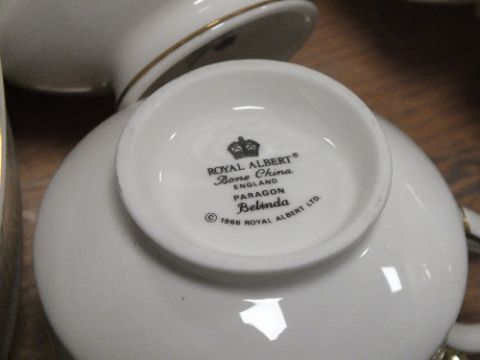 ROYAL ALBERT®
Bone China
ENGLAND
PARAGON
Belinda
© 1986 ROYAL ALBERT LTD.